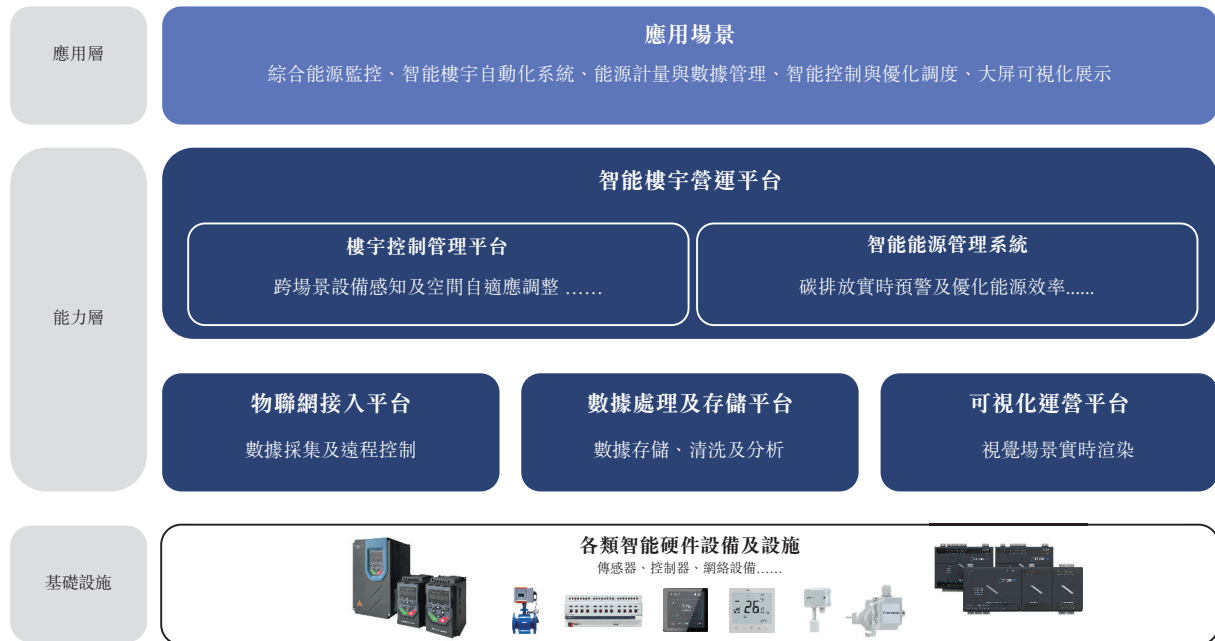 應用層
應用場景
綜合能源監控、智能樓宇自動化系統、能源計量與數據管理、智能控制與優化調度、大屏可視化展示
能力層
智能樓宇營運平台
樓宇控制管理平台
跨場景設備感知及空間自適應調整 ……
智能能源管理系統
碳排放實時預警及優化能源效率......
物聯網接入平台
數據採集及遠程控制
數據處理及存儲平台
數據存儲、清洗及分析
可視化運營平台
視覺場景實時渲染
基礎設施
各類智能硬件設備及設施
傳感器、控制器、網絡設備……